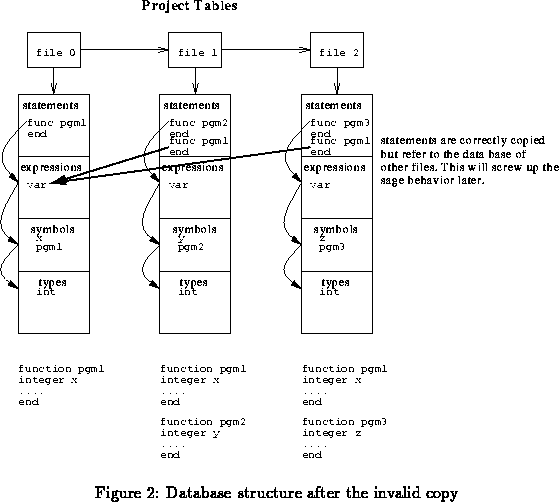 Project Tables
file 0
file 1
file 2
statements
func pgm1
end
expressions
var
symbols
x
pgm1
types
int
statements
func pgm2
end
func pgm1
end
expressions
var
symbols
y
pgm2
types
int
statements
func pgm3
end
func pgm1
end
expressions
var
symbols
z
pgm3
types
int
statements are correctly copied
but refer to the data base of
other files. This will screw up the
sage behavior later.
function pgm1
integer x
....
end
function pgm1
integer x
....
end
function pgm2
integer y
....
end
function pgm1
integer x
....
end
function pgm3
integer z
....
end
Figure 2: Database structure after the invalid copy